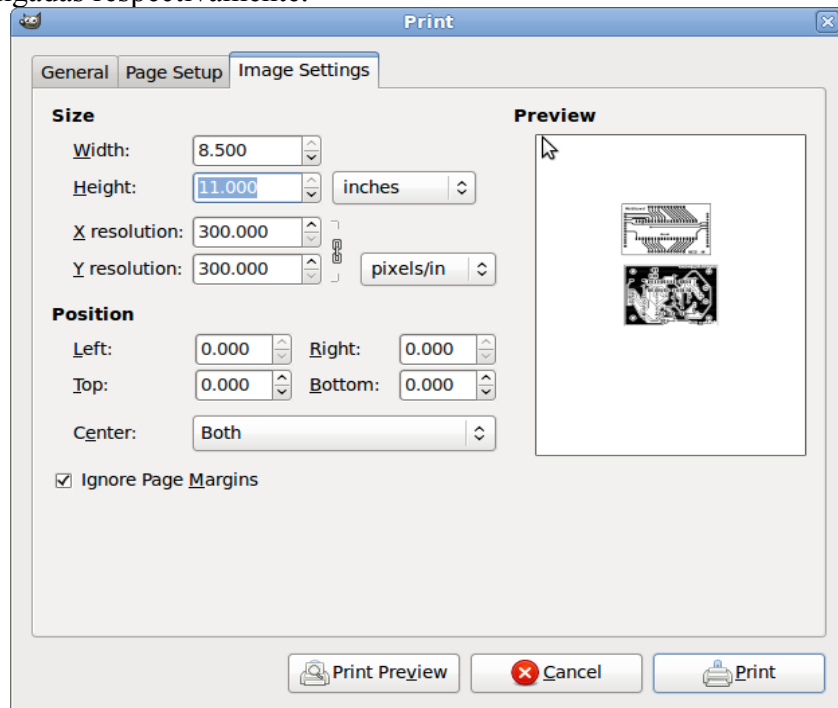 respectivamente.
Print
General Page Setup Image Settings
Size
Width: 8.500
Height: 11.000 inches
X resolution: 300.000
Y resolution: 300.000 pixels/in
Position
Left: 0.000 Right: 0.000
Top: 0.000 Bottom: 0.000
Center: Both
Ignore Page Margins
Preview
Print Preview Cancel Print